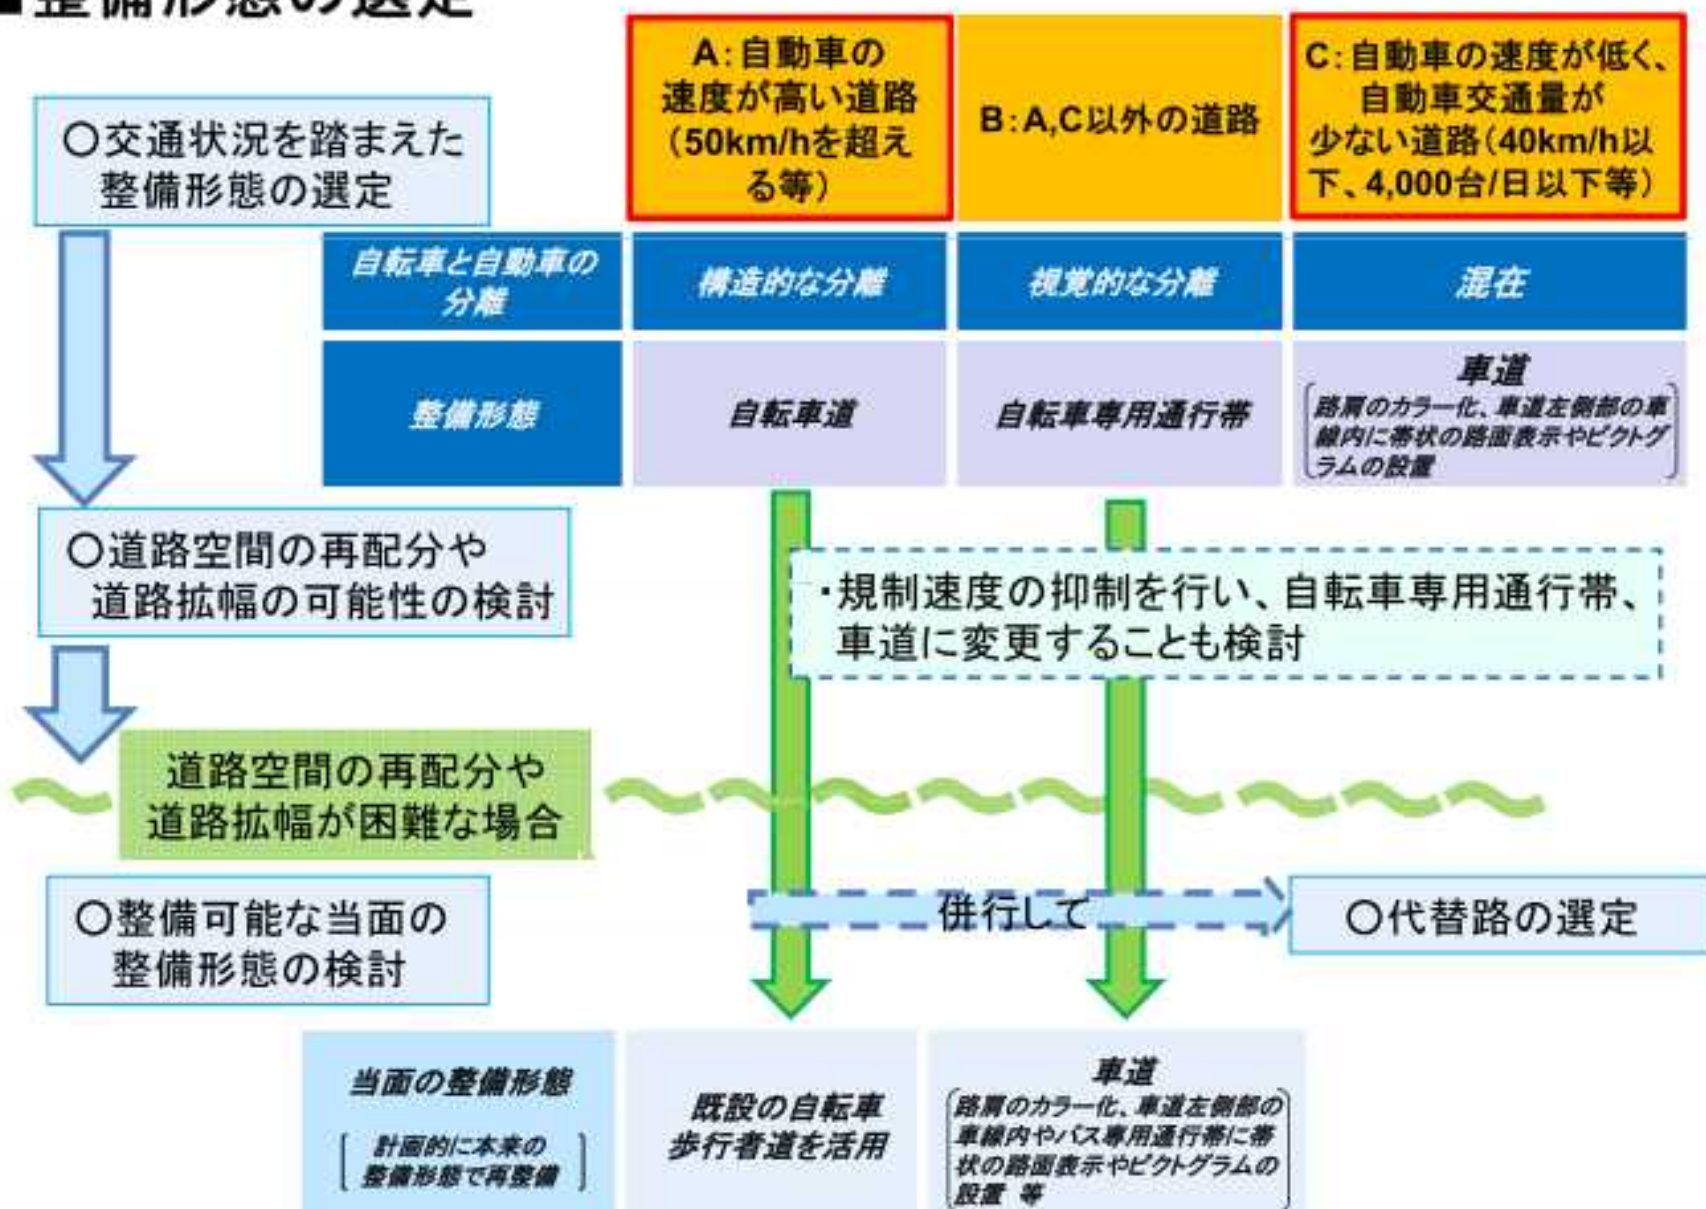 ■整備形態の選定
A:自動車の
速度が高い道路
(50km/hを超え
る等)
B:A,C以外の道路
C:自動車の速度が低く、
自動車交通量が
少ない道路(40km/h以
下、4,000台/日以下等)
○交通状況を踏まえた
整備形態の選定
自転車と自動車の
分離
構造的な分離
視覚的な分離
混在
整備形態
自転車道
自転車専用通行帯
車道
路肩のカラー化、車道左側部の車
線内に帯状の路面表示やピクトグ
ラムの設置
○道路空間の再配分や
道路拡幅の可能性の検討
・規制速度の抑制を行い、自転車専用通行帯、
車道に変更することも検討
道路空間の再配分や
道路拡幅が困難な場合
○整備可能な当面の
整備形態の検討
併行して
○代替路の選定
当面の整備形態
計画的に本来の
整備形態で再整備
既設の自転車
歩行者道を活用
車道
路肩のカラー化、車道左側部の
車線内やバス専用通行帯に帯
状の路面表示やピクトグラムの
設置 等